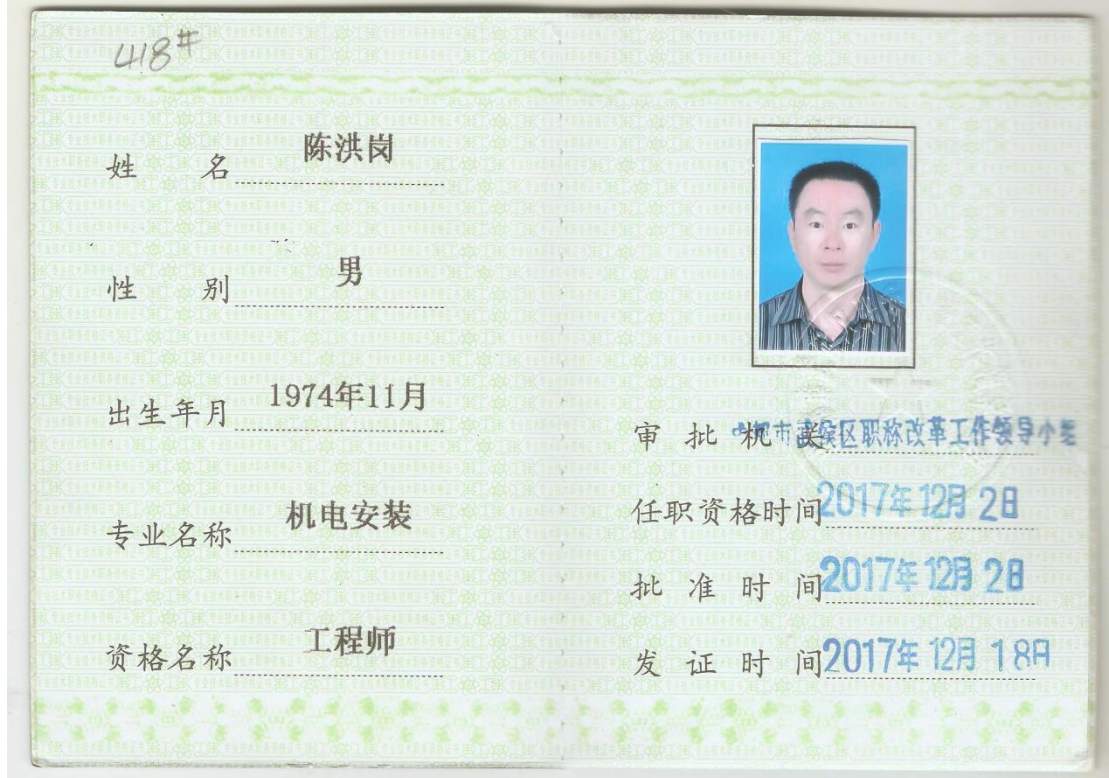 418#
姓 名 陈洪岗
性 别 男
出生年月 1974年11月
专业名称 机电安装
资格名称 工程师
审 批 机 关 市武侯区职称改革工作领导小组
任职资格时间 2017年12月2日
批 准 时 间 2017年12月2日
发 证 时 间 2017年12月18日